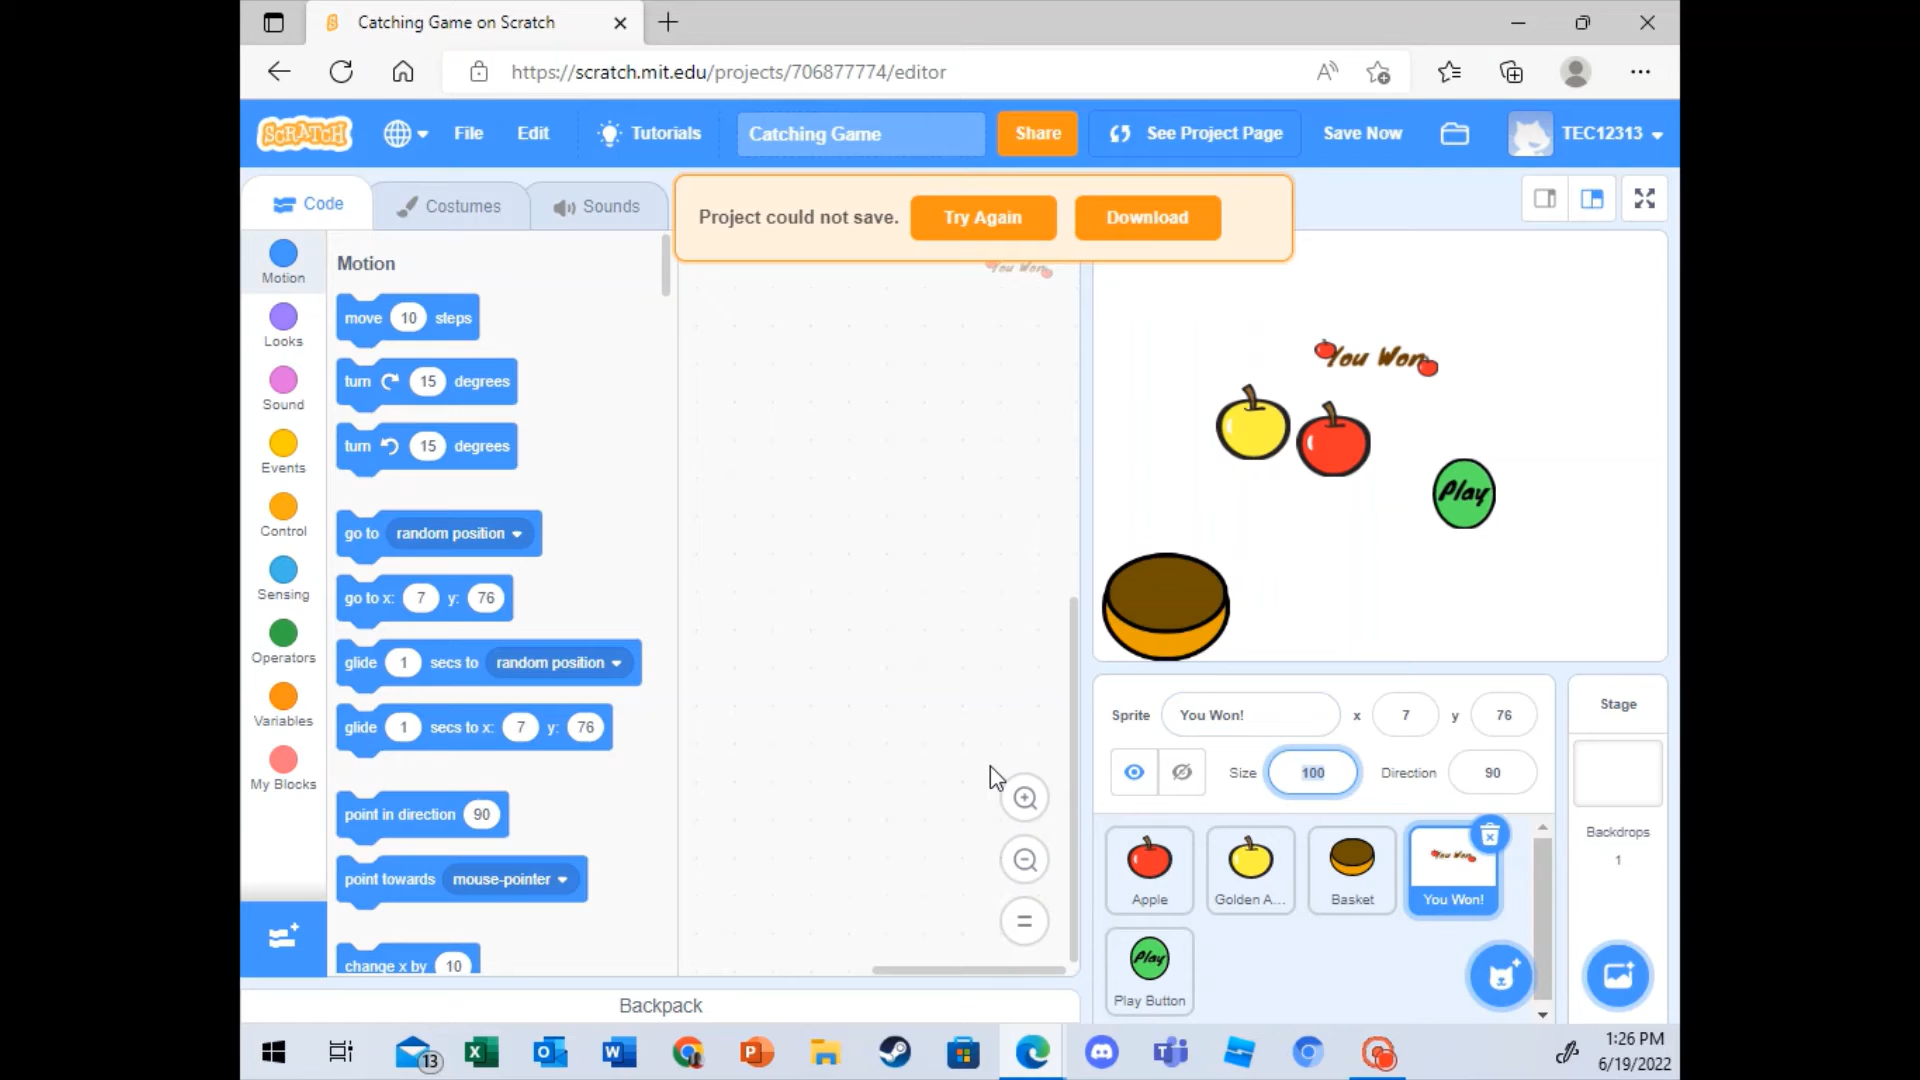 Catching Game on Scratch
https://scratch.mit.edu/projects/706877774/editor
SCRATCH
File
Edit
Tutorials
Catching Game
Share
See Project Page
Save Now
TEC12313
Code
Costumes
Sounds
Project could not save.
Try Again
Download
Motion
Looks
Sound
Events
Control
Sensing
Operators
Variables
My Blocks
Motion
move 10 steps
turn 15 degrees
turn 15 degrees
go to random position
go to x: 7 y: 76
glide 1 secs to random position
glide 1 secs to x: 7 y: 76
point in direction 90
point towards mouse-pointer
change x by 10
You Won
You Won
Play
Sprite You Won! x 7 y 76
Size 100 Direction 90
Stage
Backdrops
1
Apple
Golden A...
Basket
You Won
You Won!
Play
Play Button
Backpack
13
1:26 PM
6/19/2022